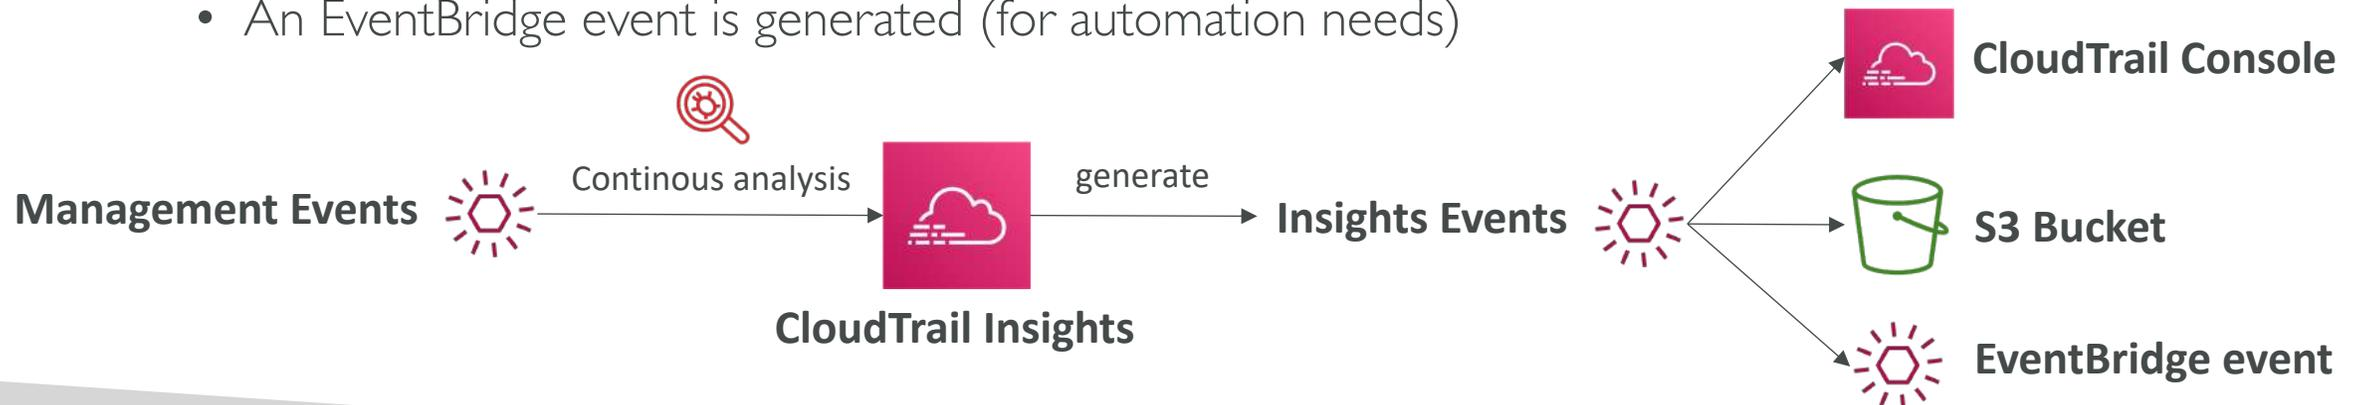 • An EventBridge event is generated (for automation needs)
CloudTrail Console
Continous analysis
generate
Management Events
Insights Events
S3 Bucket
CloudTrail Insights
EventBridge event